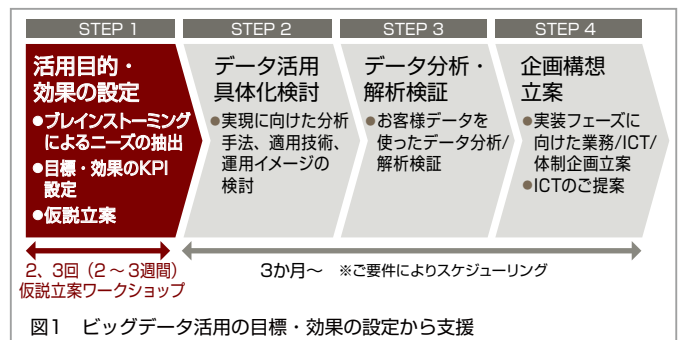 STEP 1
活用目的・
効果の設定
●ブレインストーミング
によるニーズの抽出
●目標・効果のKPI
設定
●仮説立案
STEP 2
データ活用
具体化検討
●実現に向けた分析
手法、適用技術、
運用イメージの
検討
STEP 3
データ分析・
解析検証
●お客様データを
使ったデータ分析/
解析検証
STEP 4
企画構想
立案
●実装フェーズに
向けた業務/ICT/
体制企画立案
●ICTのご提案
2、3回（2～3週間）
仮説立案ワークショップ
3か月～ ※ご要件によりスケジューリング
図1 ビッグデータ活用の目標・効果の設定から支援